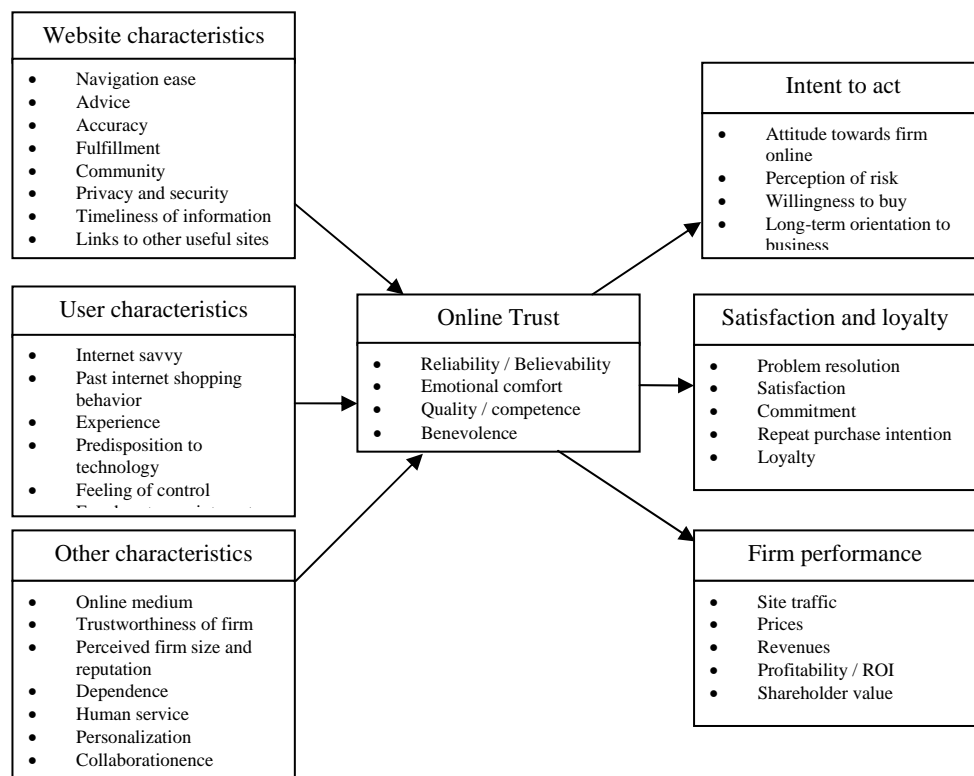 Website characteristics
• Navigation ease
• Advice
• Accuracy
• Fulfillment
• Community
• Privacy and security
• Timeliness of information
• Links to other useful sites
User characteristics
• Internet savvy
• Past internet shopping
behavior
• Experience
• Predisposition to
technology
• Feeling of control
Other characteristics
• Online medium
• Trustworthiness of firm
• Perceived firm size and
reputation
• Dependence
• Human service
• Personalization
• Collaborationence
Online Trust
• Reliability / Believability
• Emotional comfort
• Quality / competence
• Benevolence
Intent to act
• Attitude towards firm
online
• Perception of risk
• Willingness to buy
• Long-term orientation to
business
Satisfaction and loyalty
• Problem resolution
• Satisfaction
• Commitment
• Repeat purchase intention
• Loyalty
Firm performance
• Site traffic
• Prices
• Revenues
• Profitability / ROI
• Shareholder value